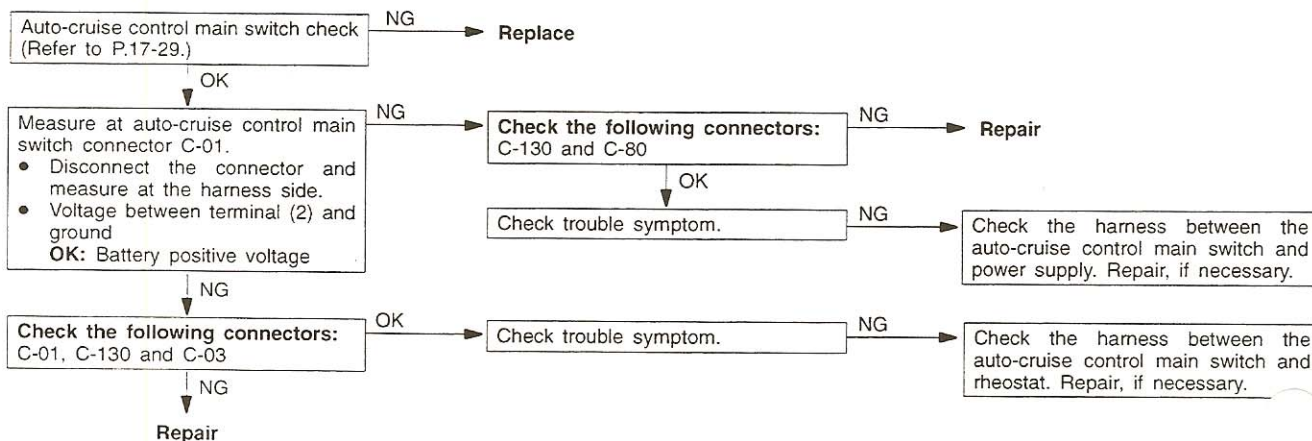 Auto-cruise control main switch check
(Refer to P.17-29.)
NG
Replace
OK
Measure at auto-cruise control main
switch connector C-01.
● Disconnect the connector and
measure at the harness side.
● Voltage between terminal (2) and
ground
OK: Battery positive voltage
NG
Check the following connectors:
C-130 and C-80
NG
Repair
OK
Check trouble symptom.
NG
Check the harness between the
auto-cruise control main switch and
power supply. Repair, if necessary.
NG
Check the following connectors:
C-01, C-130 and C-03
OK
Check trouble symptom.
NG
Check the harness between the
auto-cruise control main switch and
rheostat. Repair, if necessary.
NG
Repair